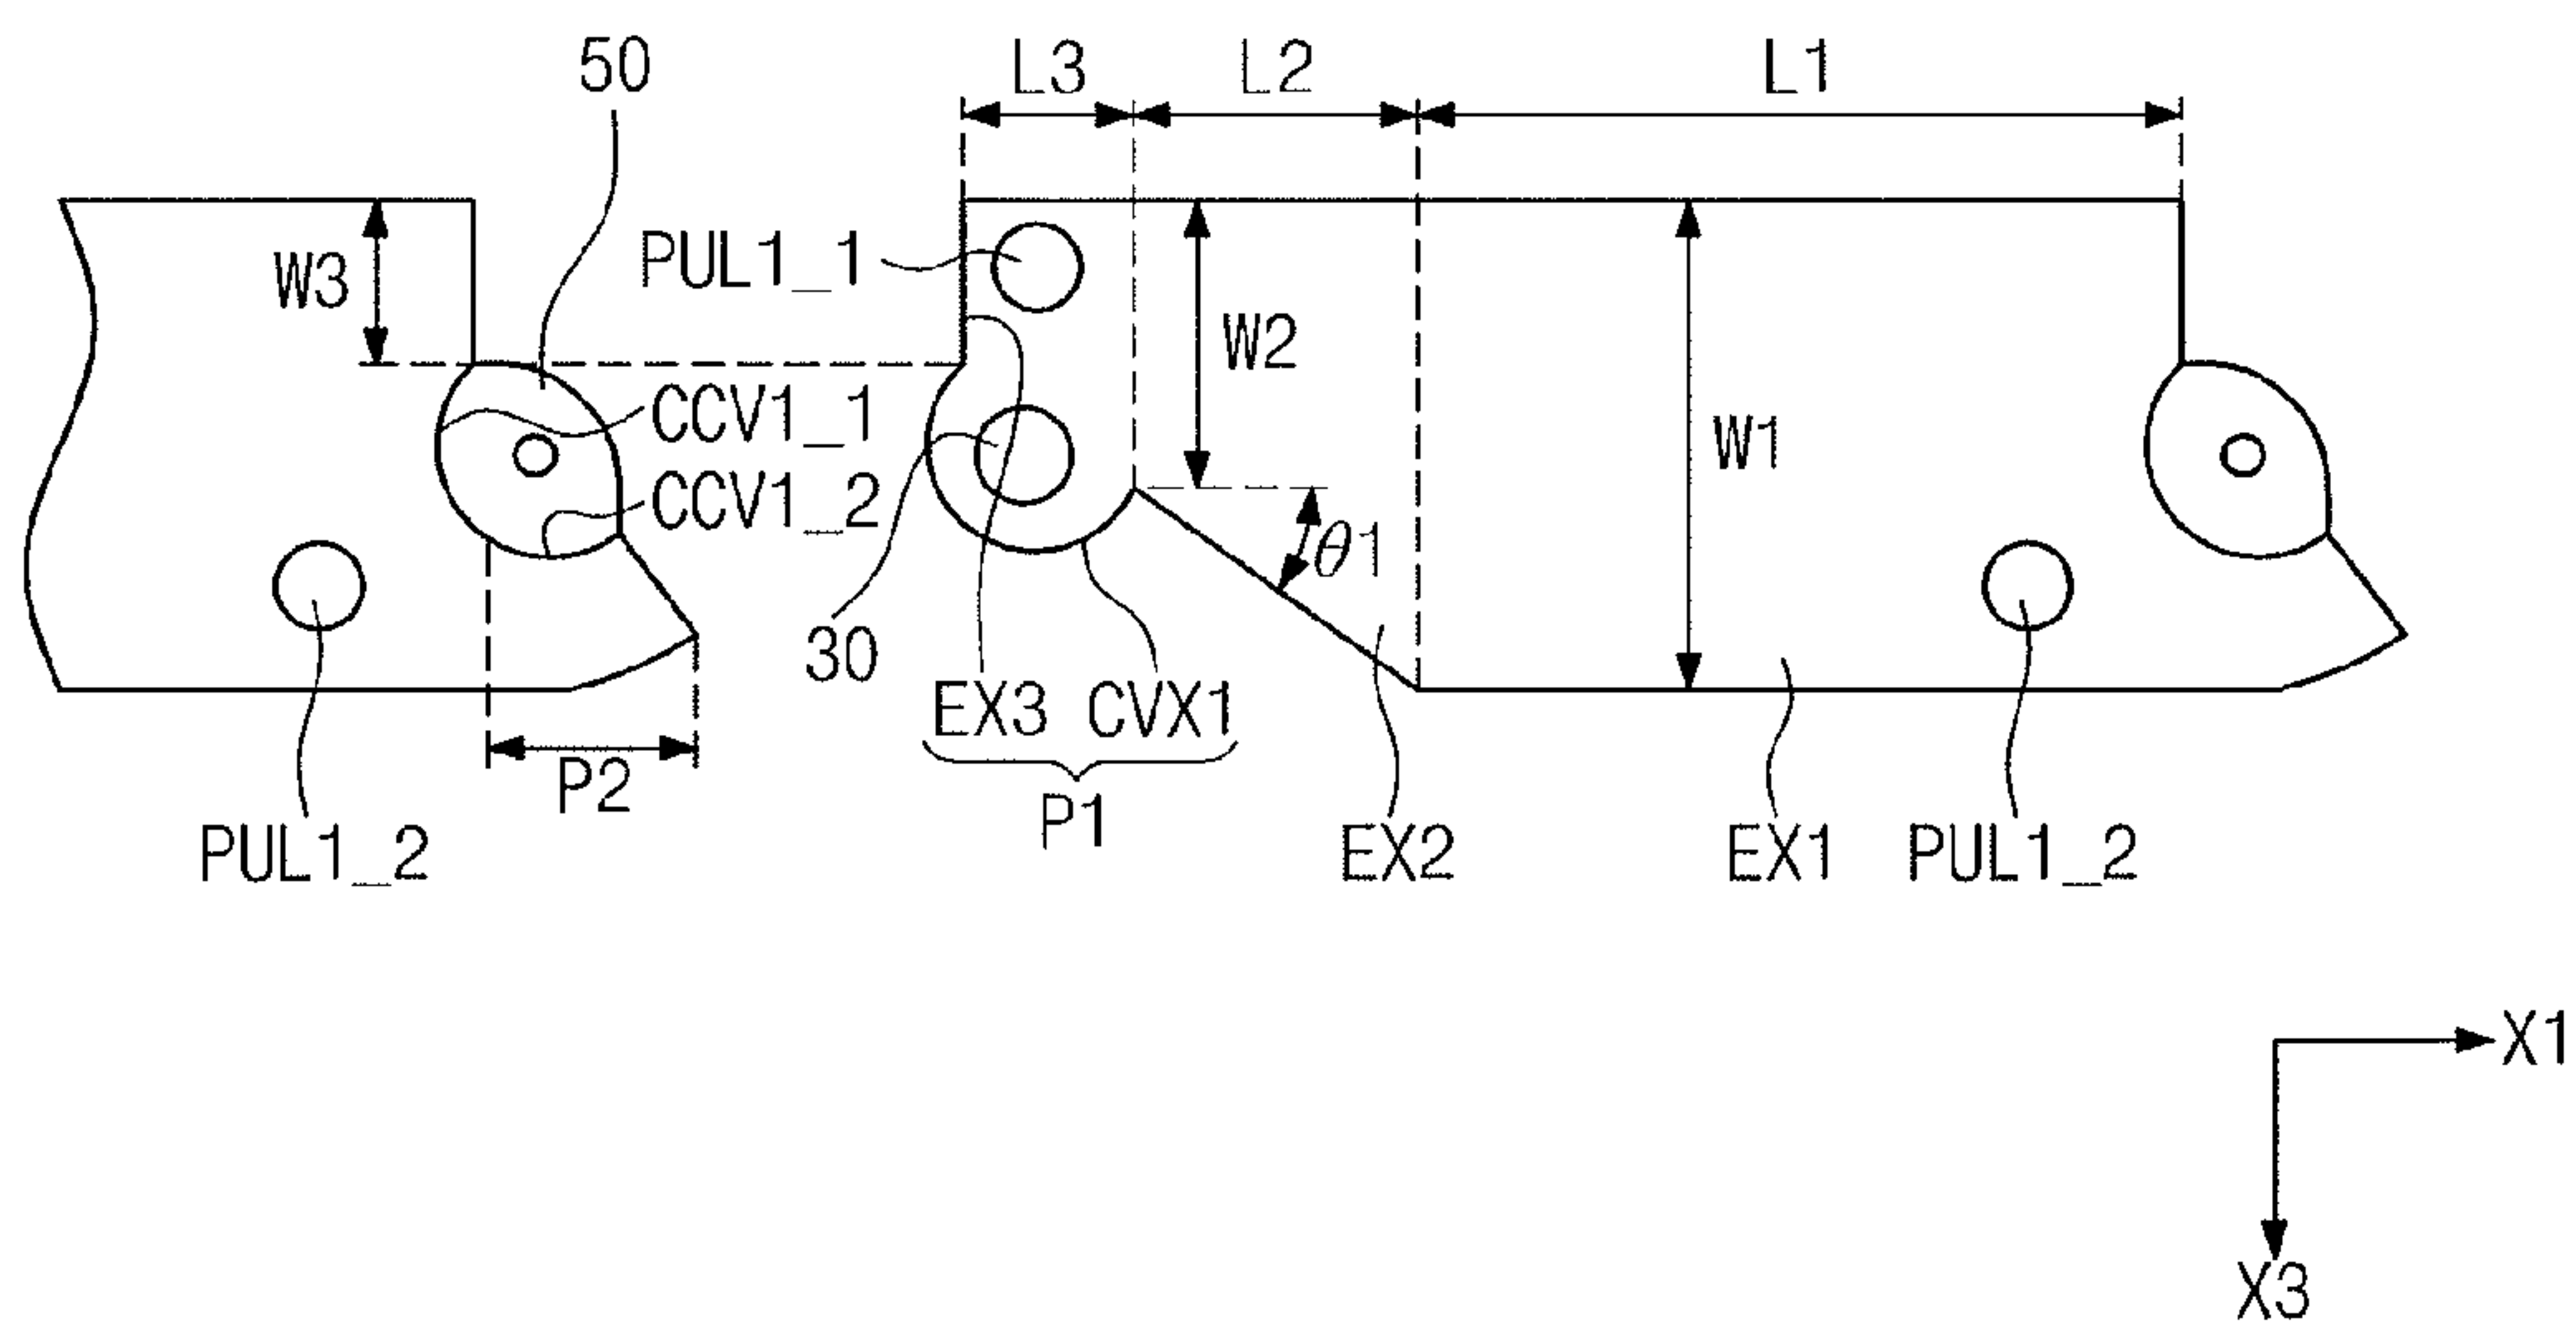 50
L3 L2 L1
W3
PUL1_1
W2
CCV1_1
W1
CCV1_2
θ1
30
EX3 CVX1
P2
P1
PUL1_2
EX2
EX1
PUL1_2
X1
X3